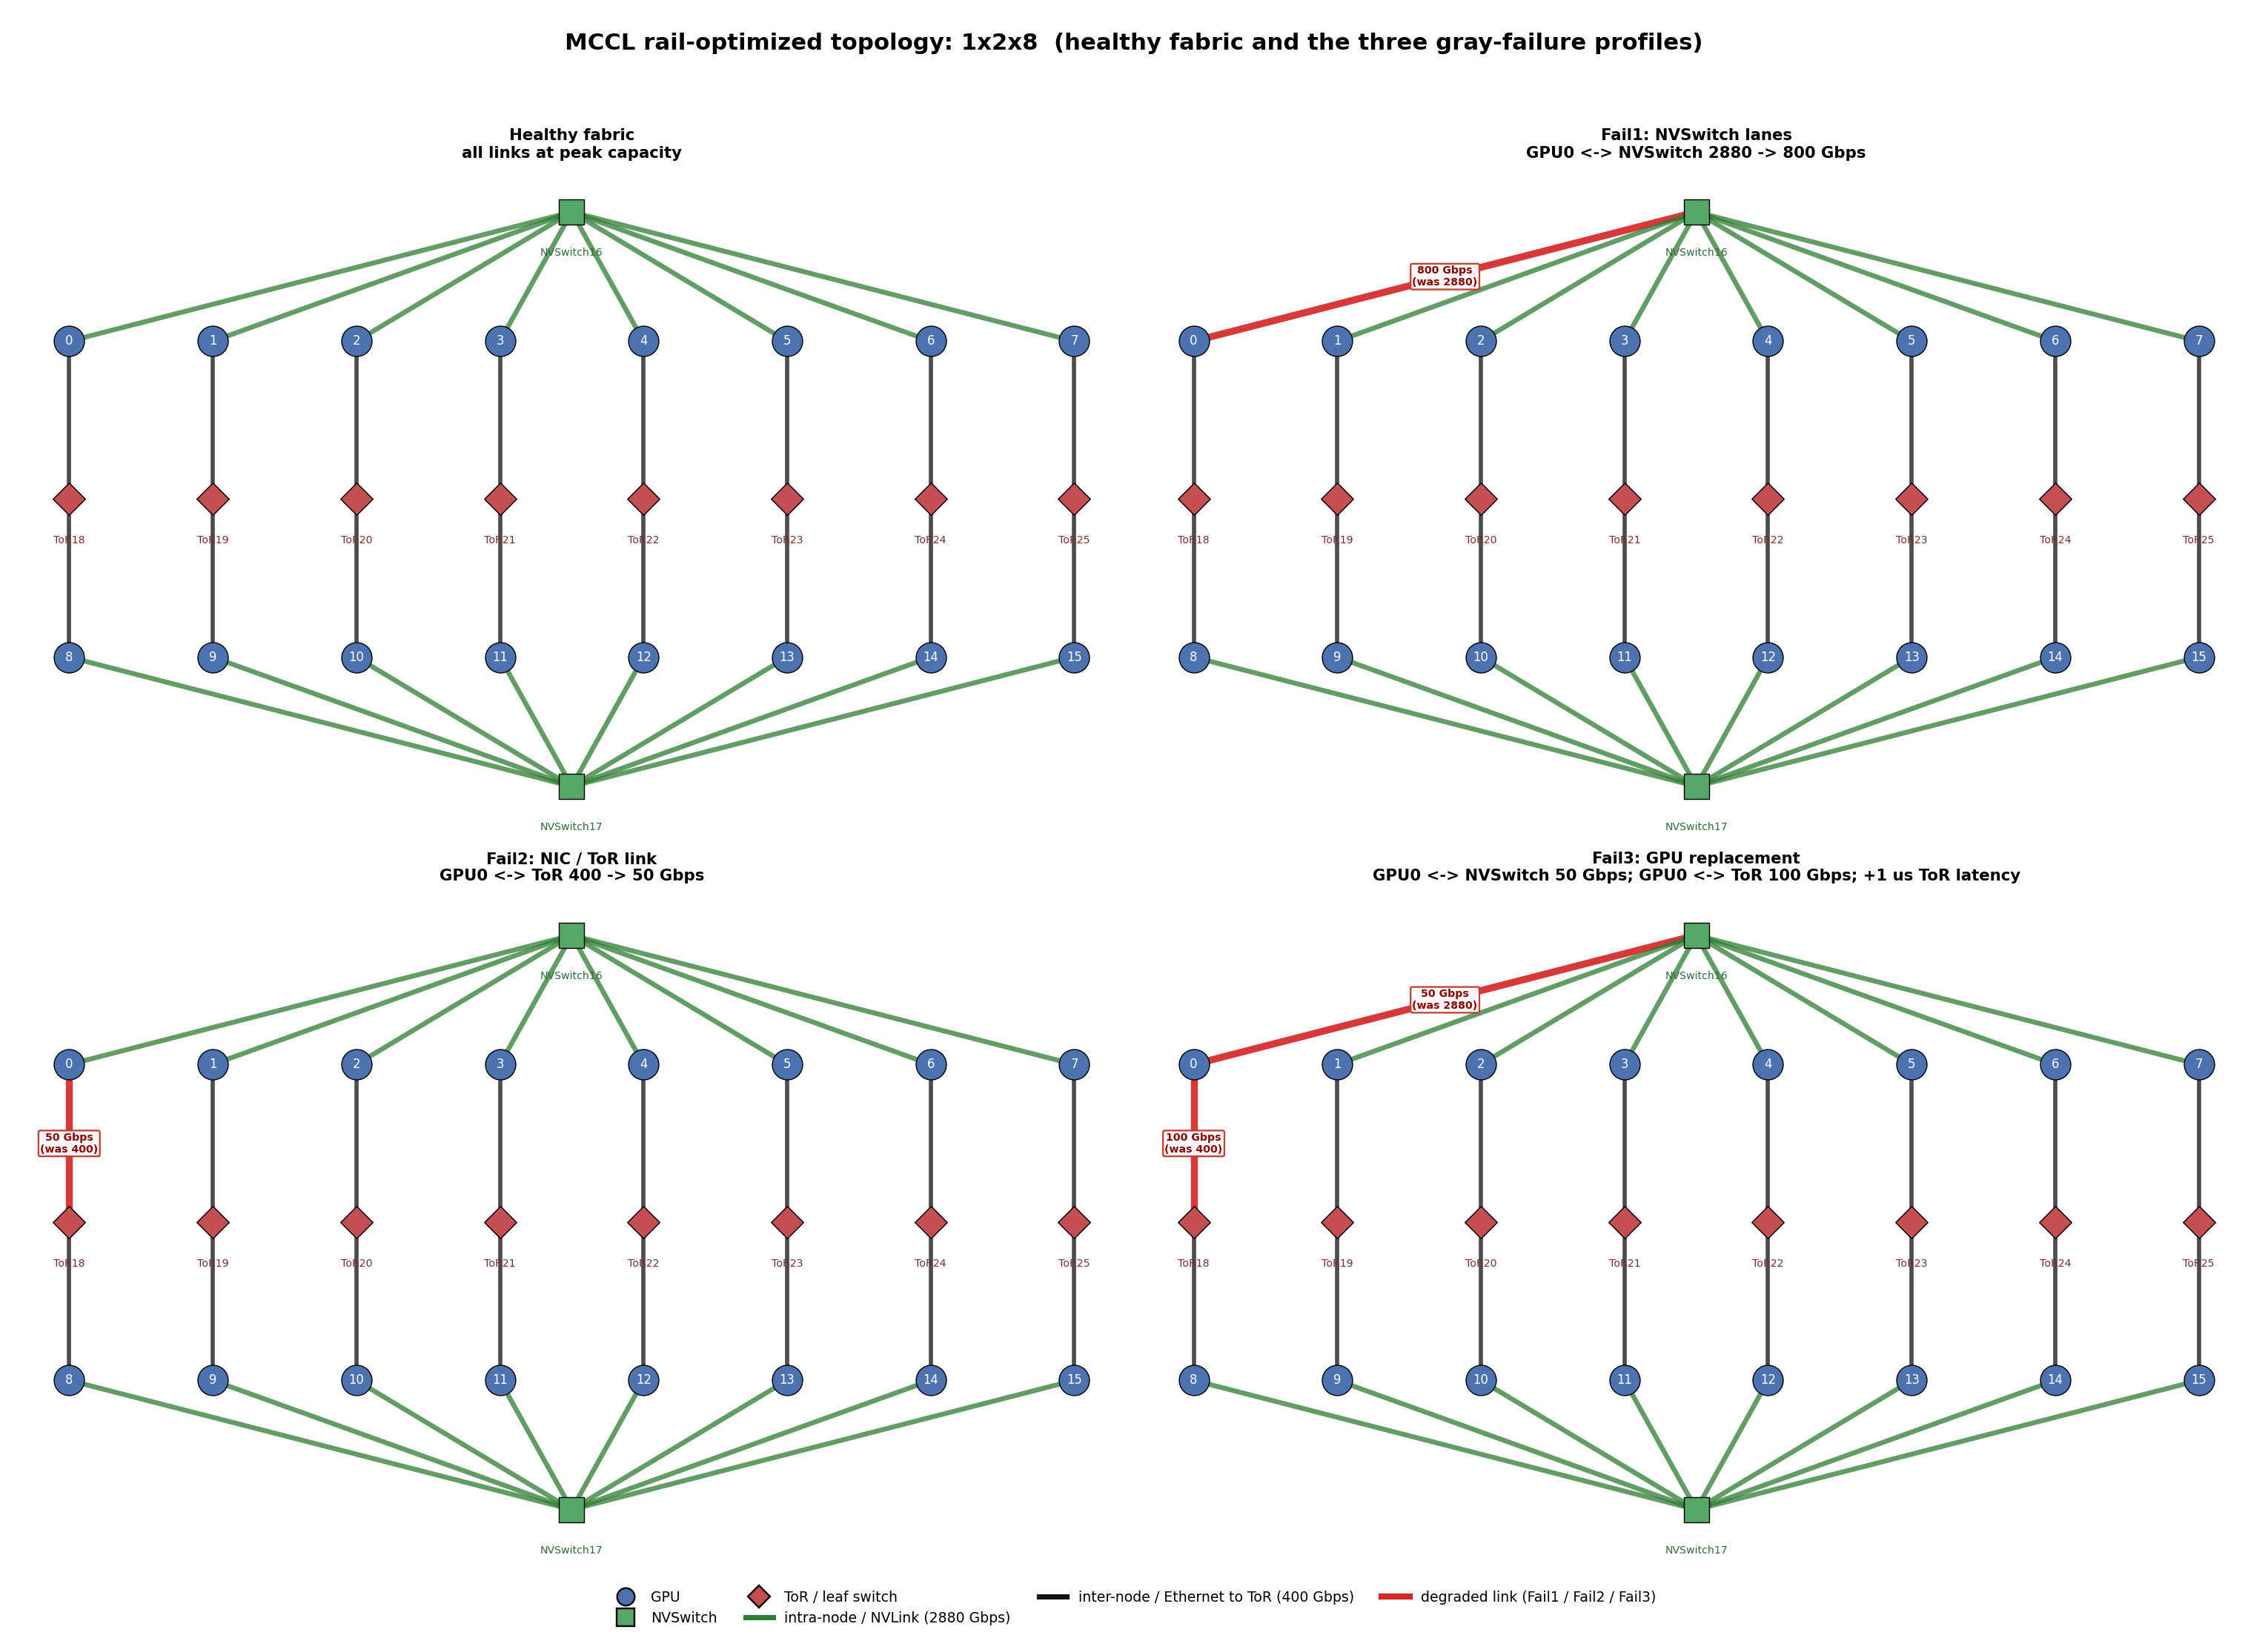 MCCL rail-optimized topology: 1x2x8  (healthy fabric and the three gray-failure profiles)
Healthy fabric
all links at peak capacity
NVSwitch16
0 1 2 3 4 5 6 7
ToR18 ToR19 ToR20 ToR21 ToR22 ToR23 ToR24 ToR25
8 9 10 11 12 13 14 15
NVSwitch17
Fail1: NVSwitch lanes
GPU0 <-> NVSwitch 2880 -> 800 Gbps
NVSwitch16
800 Gbps
(was 2880)
0 1 2 3 4 5 6 7
ToR18 ToR19 ToR20 ToR21 ToR22 ToR23 ToR24 ToR25
8 9 10 11 12 13 14 15
NVSwitch17
Fail2: NIC / ToR link
GPU0 <-> ToR 400 -> 50 Gbps
NVSwitch16
0 1 2 3 4 5 6 7
50 Gbps
(was 400)
ToR18 ToR19 ToR20 ToR21 ToR22 ToR23 ToR24 ToR25
8 9 10 11 12 13 14 15
NVSwitch17
Fail3: GPU replacement
GPU0 <-> NVSwitch 50 Gbps; GPU0 <-> ToR 100 Gbps; +1 us ToR latency
NVSwitch16
50 Gbps
(was 2880)
0 1 2 3 4 5 6 7
100 Gbps
(was 400)
ToR18 ToR19 ToR20 ToR21 ToR22 ToR23 ToR24 ToR25
8 9 10 11 12 13 14 15
NVSwitch17
GPU
NVSwitch
ToR / leaf switch
intra-node / NVLink (2880 Gbps)
inter-node / Ethernet to ToR (400 Gbps)
degraded link (Fail1 / Fail2 / Fail3)